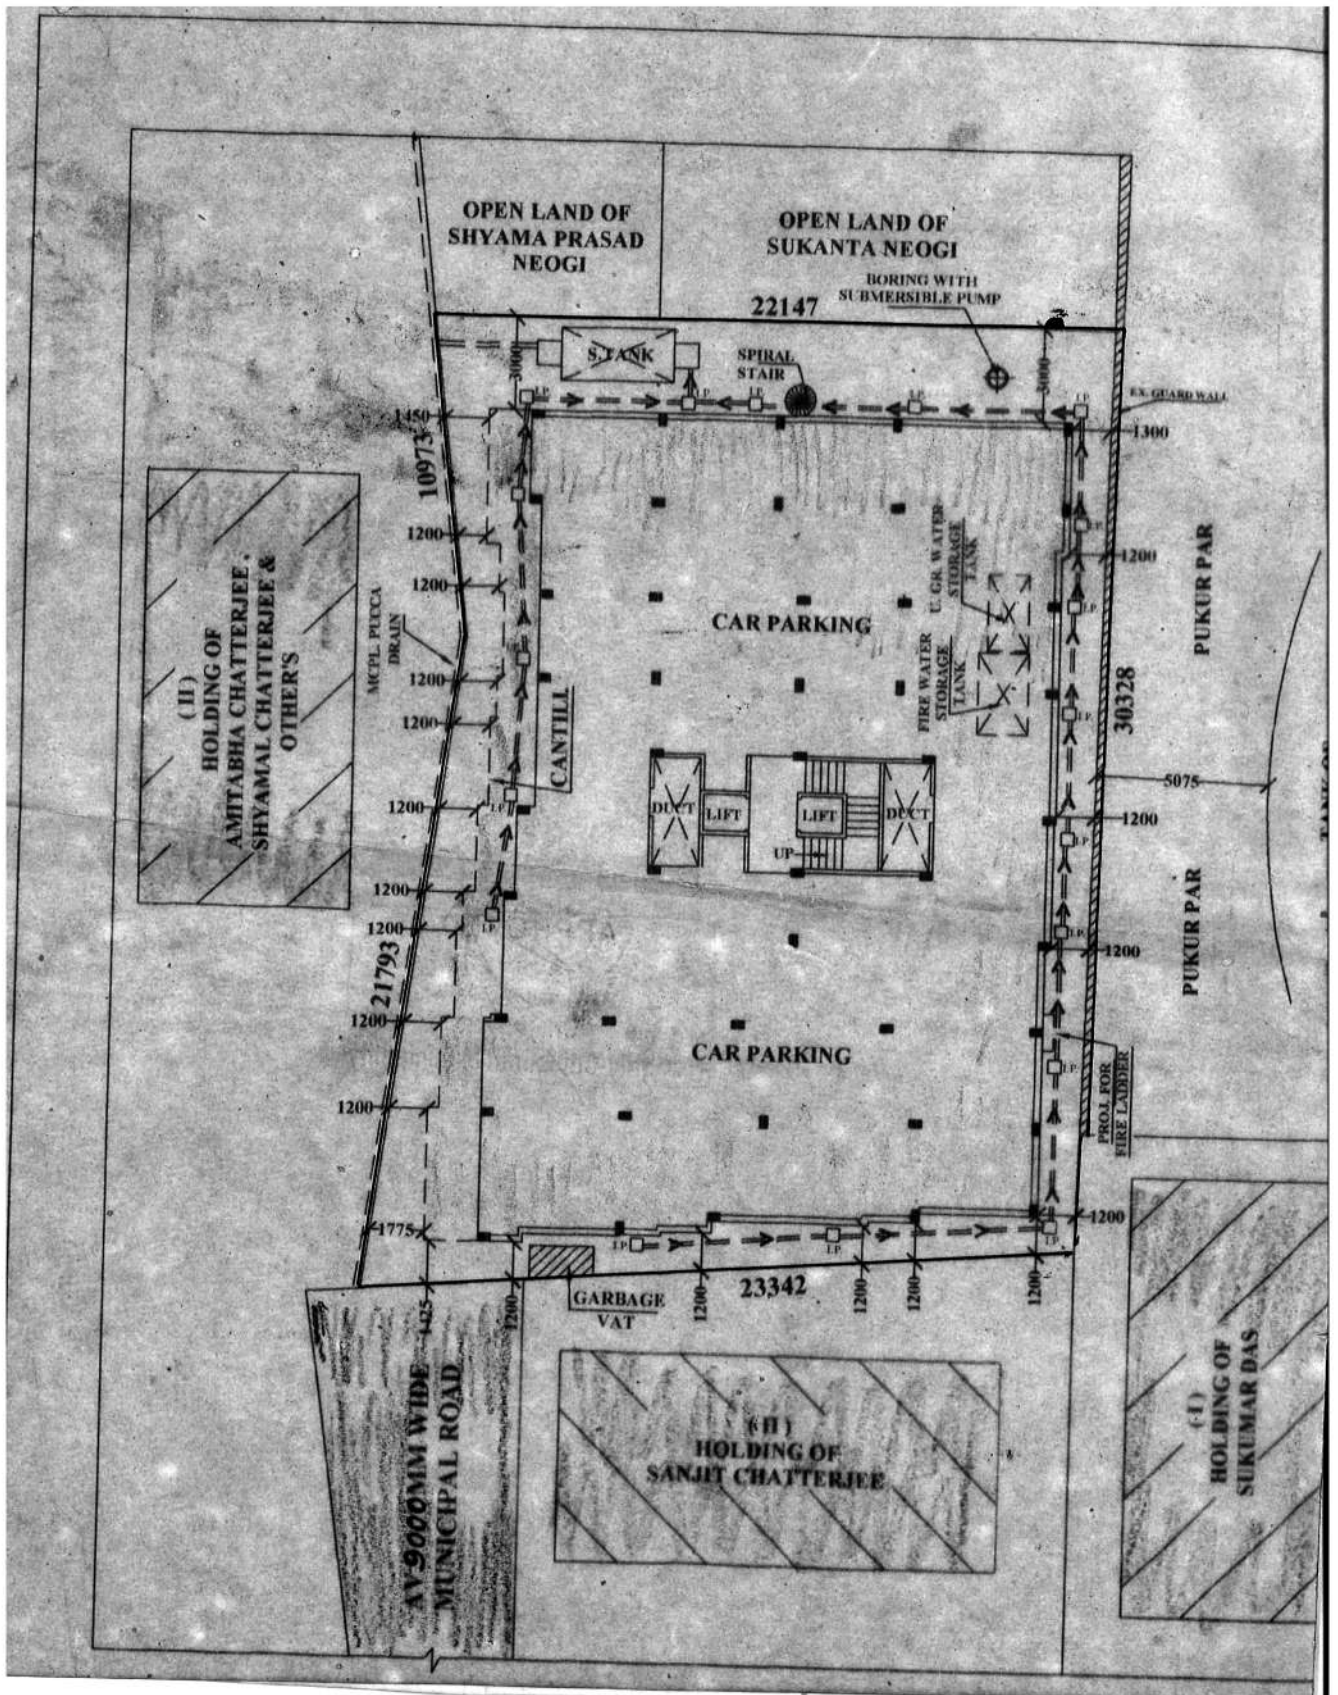 OPEN LAND OF
SHYAMA PRASAD
NEOGI
OPEN LAND OF
SUKANTA NEOGI
BORING WITH
SUBMERSIBLE PUMP
22147
S.TANK
3000
SPIRAL
STAIR
3000
I.P.
I.P.
I.P.
I.P.
I.P.
EX. GUARD WALL
1450
1300
10973
1200
1200
1200
1200
1200
1200
1200
1200
1200
21793
1775
MCPL. PUCCA
DRAIN
( II )
HOLDING OF
AMITABHA CHATTERJEE ,
SHYAMAL CHATTERJEE &
OTHER'S
CANTILL
I.P.
I.P.
CAR PARKING
U. GR. WATER
STORAGE
TANK
FIRE WATER
STORAGE
TANK
I.P.
1200
I.P.
I.P.
30328
PUKUR PAR
5075
1200
I.P.
DUCT
LIFT
LIFT
DUCT
UP
I.P.
1200
PUKUR PAR
TANK OF
CAR PARKING
I.P.
PROJ. FOR
FIRE LADDER
1200
I.P.
I.P.
I.P.
GARBAGE
VAT
23342
1425
1200
1200
1200
1200
1200
AV-9000MM WIDE
MUNICIPAL ROAD
( II )
HOLDING OF
SANJIT CHATTERJEE
( I )
HOLDING OF
SUKUMAR DAS